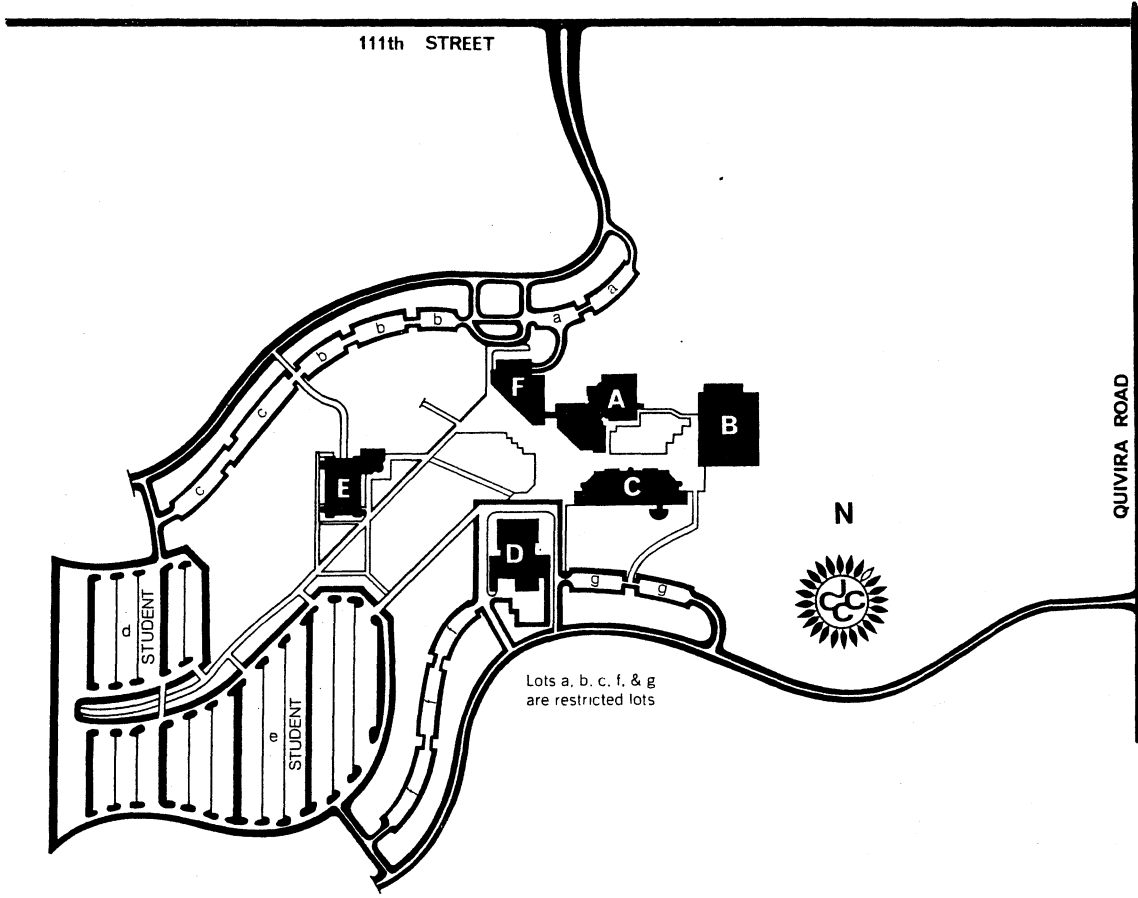 111th STREET
a
a
b
b
b
F
A
B
c
QUIVIRA ROAD
E
C
c
N
D
g
g
d
STUDENT
J
C C C
C
Lots a, b, c, f, & g
are restricted lots
e
STUDENT